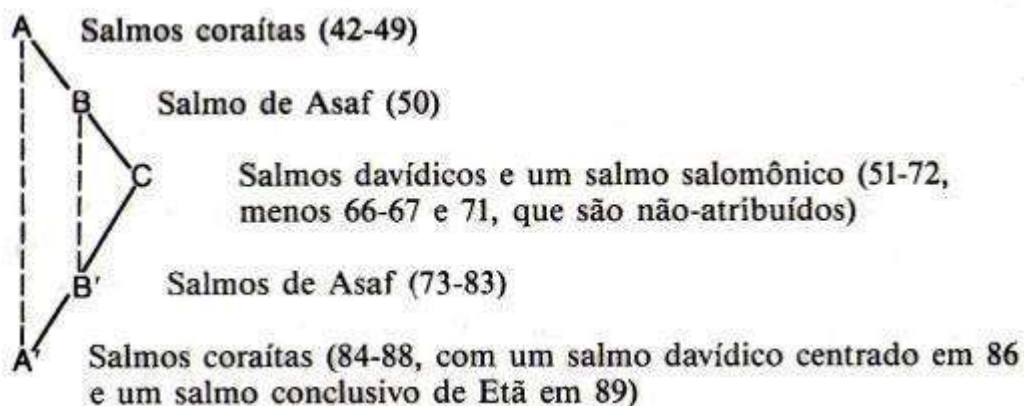 A Salmos coraítas (42-49)
B Salmo de Asaf (50)
C Salmos davídicos e um salmo salomônico (51-72,
menos 66-67 e 71, que são não-atribuídos)
B′ Salmos de Asaf (73-83)
A′ Salmos coraítas (84-88, com um salmo davídico centrado em 86
e um salmo conclusivo de Etã em 89)